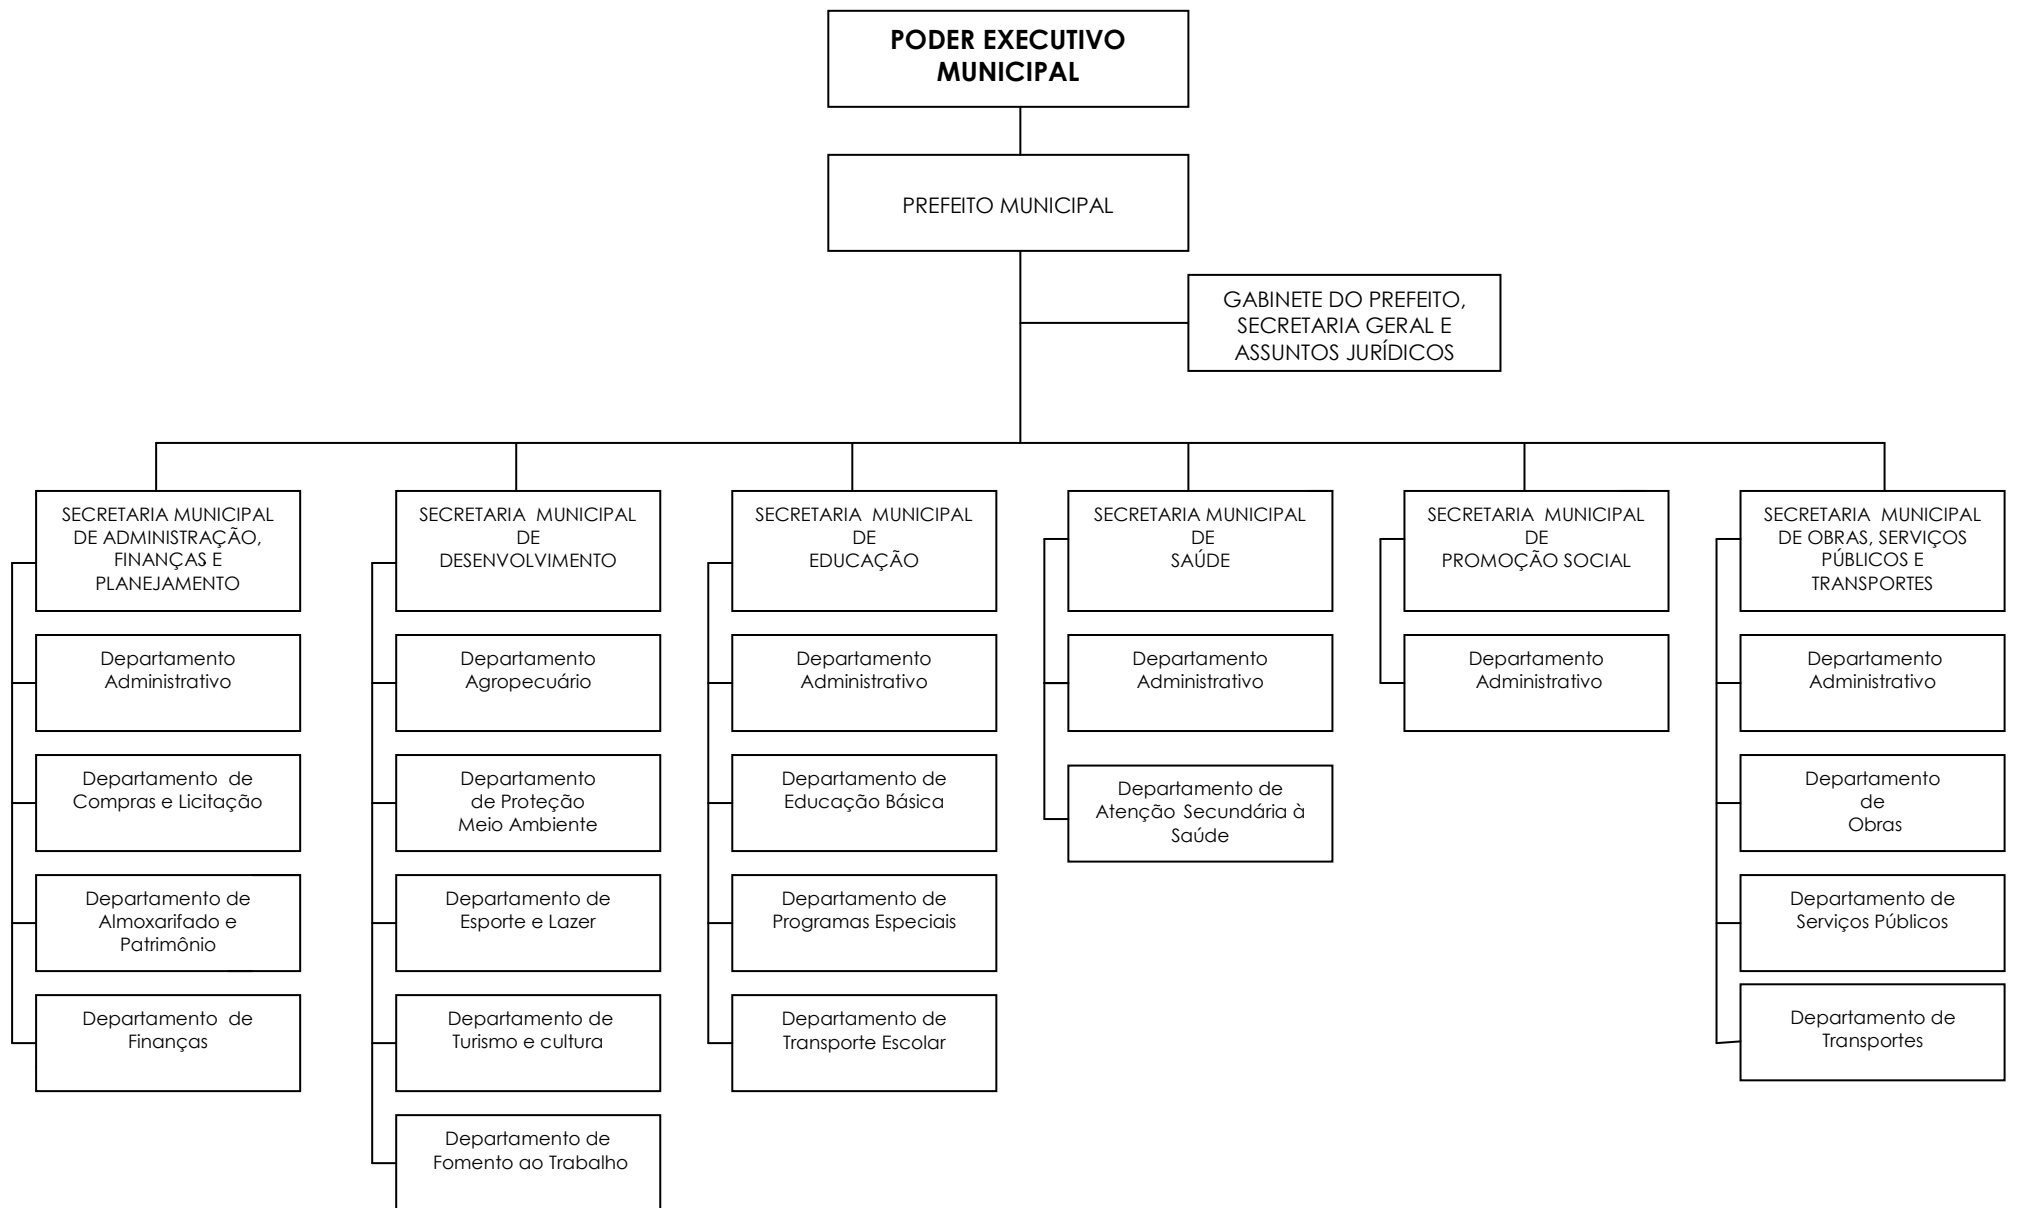 PODER EXECUTIVO
MUNICIPAL
PREFEITO MUNICIPAL
GABINETE DO PREFEITO,
SECRETARIA GERAL E
ASSUNTOS JURÍDICOS
SECRETARIA MUNICIPAL
DE ADMINISTRAÇÃO,
FINANÇAS E
PLANEJAMENTO
Departamento
Administrativo
Departamento de
Compras e Licitação
Departamento de
Almoxarifado e
Patrimônio
Departamento de
Finanças
SECRETARIA MUNICIPAL
DE
DESENVOLVIMENTO
Departamento
Agropecuário
Departamento
de Proteção
Meio Ambiente
Departamento de
Esporte e Lazer
Departamento de
Turismo e cultura
Departamento de
Fomento ao Trabalho
SECRETARIA MUNICIPAL
DE
EDUCAÇÃO
Departamento
Administrativo
Departamento de
Educação Básica
Departamento de
Programas Especiais
Departamento de
Transporte Escolar
SECRETARIA MUNICIPAL
DE
SAÚDE
Departamento
Administrativo
Departamento de
Atenção Secundária à
Saúde
SECRETARIA MUNICIPAL
DE
PROMOÇÃO SOCIAL
Departamento
Administrativo
SECRETARIA MUNICIPAL
DE OBRAS, SERVIÇOS
PÚBLICOS E
TRANSPORTES
Departamento
Administrativo
Departamento
de
Obras
Departamento de
Serviços Públicos
Departamento de
Transportes